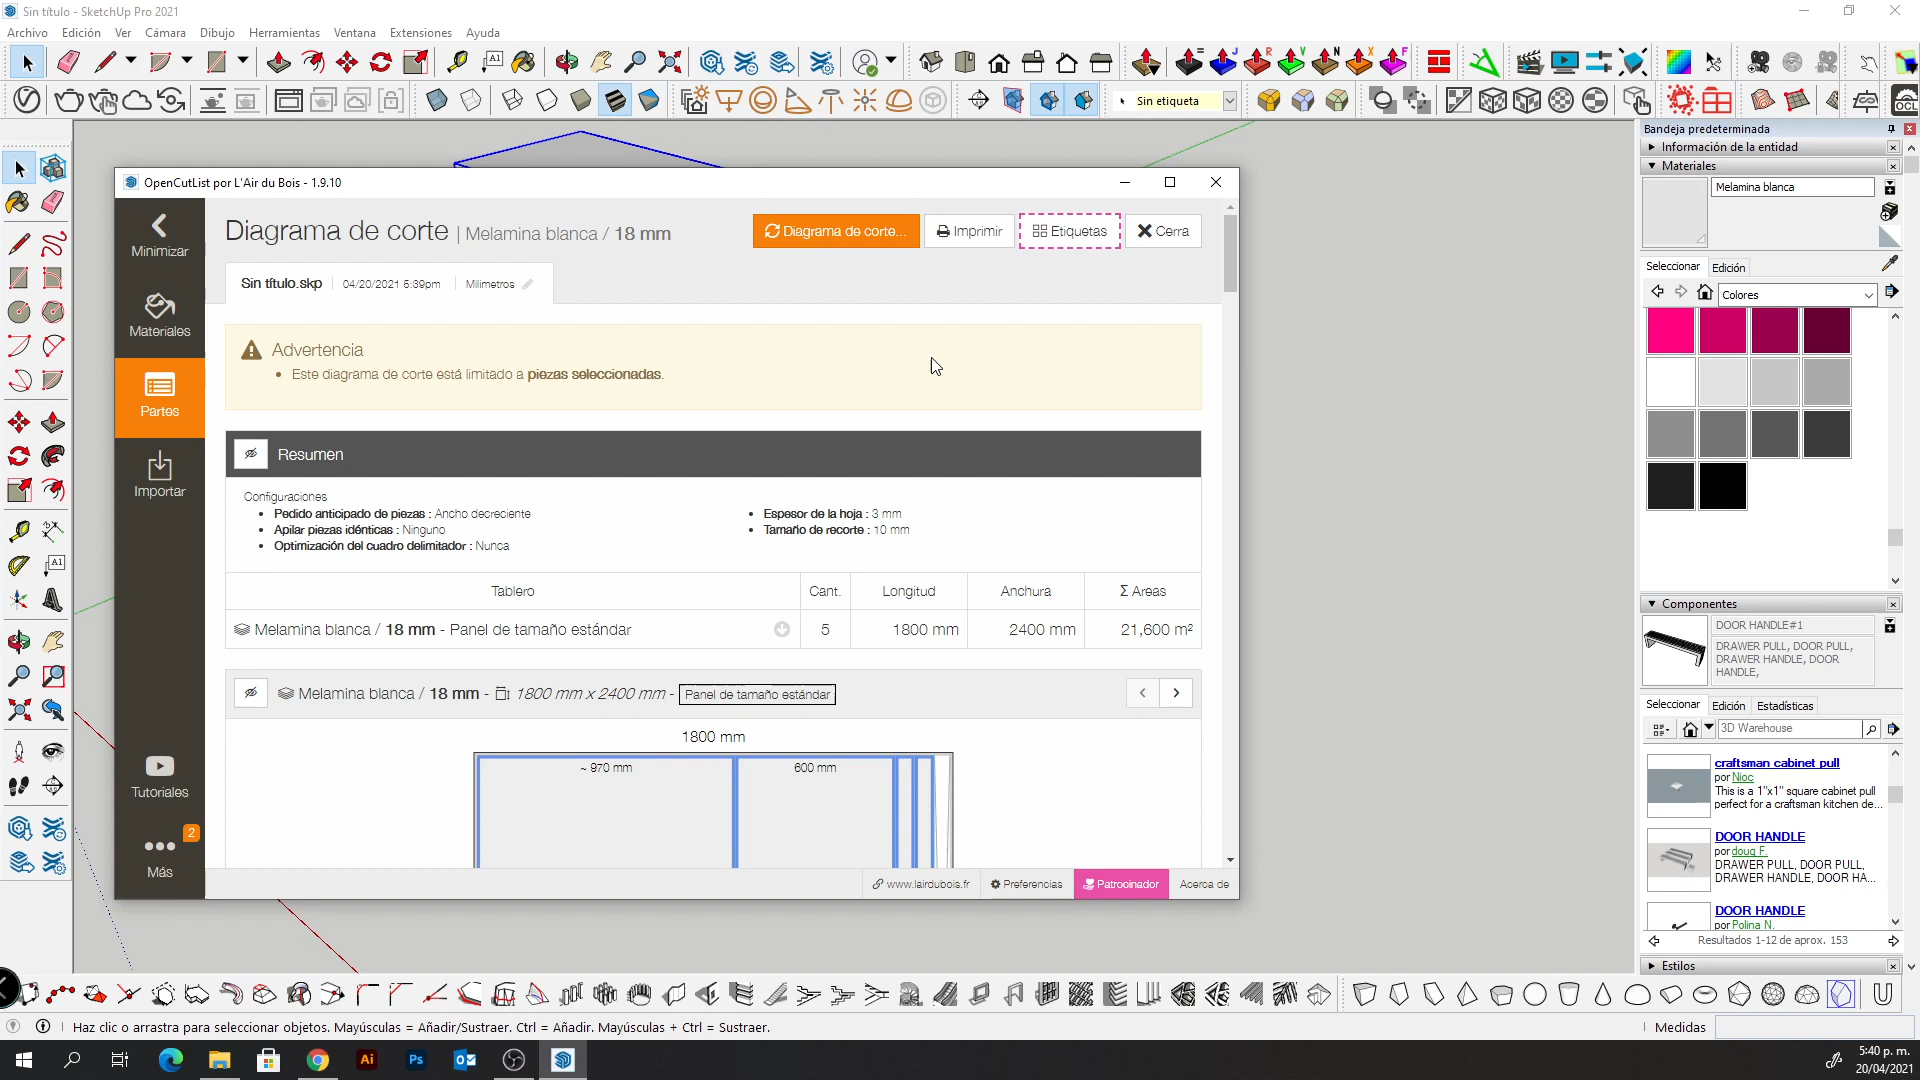 Sin título - SketchUp Pro 2021
Archivo Edición Ver Cámara Dibujo Herramientas Ventana Extensiones Ayuda
Sin etiqueta
OpenCutList por L'Air du Bois - 1.9.10
Minimizar
Materiales
Partes
Importar
Tutoriales
2
Más
Diagrama de corte | Melamina blanca / 18 mm
Diagrama de corte...
Imprimir
Etiquetas
Cerra
Sin título.skp 04/20/2021 5:39pm Milimetros
Advertencia
• Este diagrama de corte está limitado a piezas seleccionadas.
Resumen
Configuraciones
• Pedido anticipado de piezas : Ancho decreciente
• Apilar piezas idénticas : Ninguno
• Optimización del cuadro delimitador : Nunca
• Espesor de la hoja : 3 mm
• Tamaño de recorte : 10 mm
Tablero Cant. Longitud Anchura Σ Areas
Melamina blanca / 18 mm - Panel de tamaño estándar 5 1800 mm 2400 mm 21,600 m²
Melamina blanca / 18 mm - 1800 mm x 2400 mm - Panel de tamaño estándar
1800 mm
~ 970 mm 600 mm
www.lairdubois.fr Preferencias Patrocinador Acerca de
Bandeja predeterminada
Información de la entidad
Materiales
Melamina blanca
Seleccionar Edición
Colores
Componentes
DOOR HANDLE#1
DRAWER PULL, DOOR PULL,
DRAWER HANDLE, DOOR
HANDLE,
Seleccionar Edición Estadísticas
3D Warehouse
craftsman cabinet pull
por Nioc
This is a 1"x1" square cabinet pull
perfect for a craftsman kitchen de...
DOOR HANDLE
por doug F.
DRAWER PULL, DOOR PULL,
DRAWER HANDLE, DOOR HA...
DOOR HANDLE
por Polina N.
Resultados 1-12 de aprox. 153
Estilos
Haz clic o arrastra para seleccionar objetos. Mayúsculas = Añadir/Sustraer. Ctrl = Añadir. Mayúsculas + Ctrl = Sustraer.
Medidas
Ai Ps
5:40 p. m.
20/04/2021